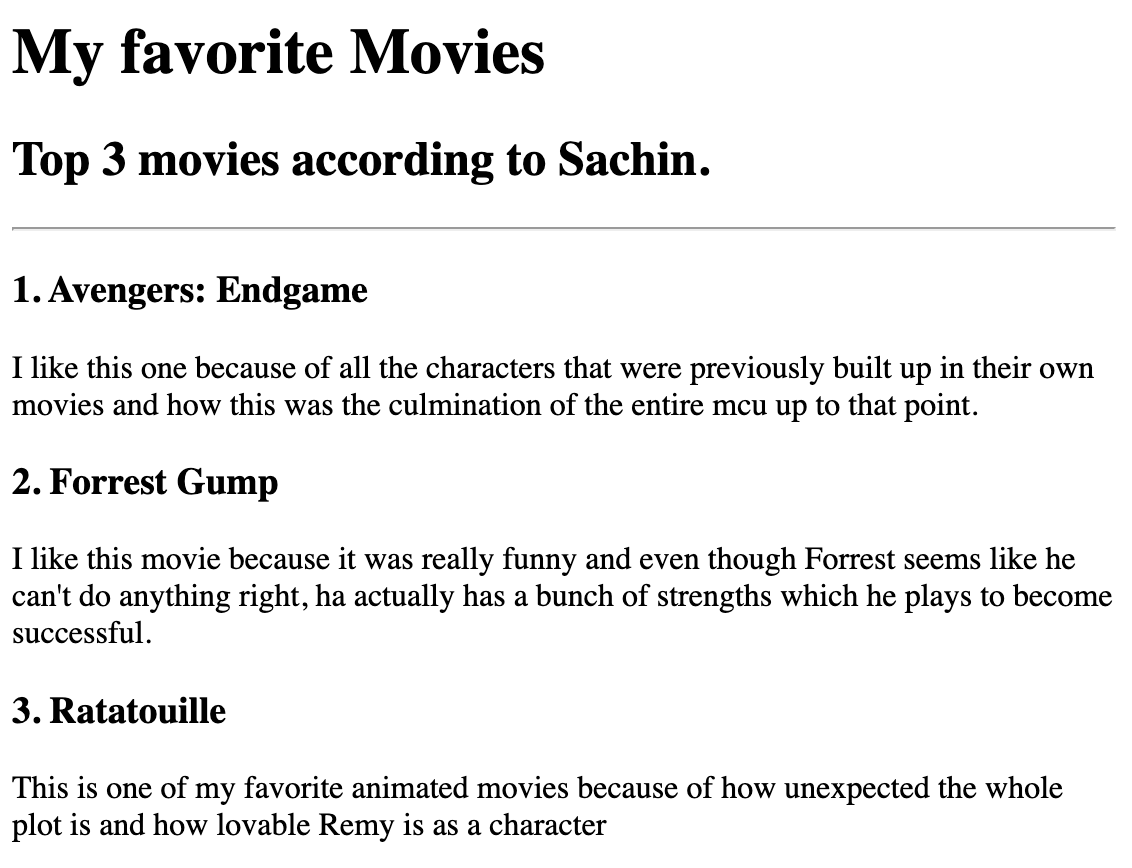 My favorite Movies
Top 3 movies according to Sachin.
1. Avengers: Endgame
I like this one because of all the characters that were previously built up in their own
movies and how this was the culmination of the entire mcu up to that point.
2. Forrest Gump
I like this movie because it was really funny and even though Forrest seems like he
can't do anything right, ha actually has a bunch of strengths which he plays to become
successful.
3. Ratatouille
This is one of my favorite animated movies because of how unexpected the whole
plot is and how lovable Remy is as a character